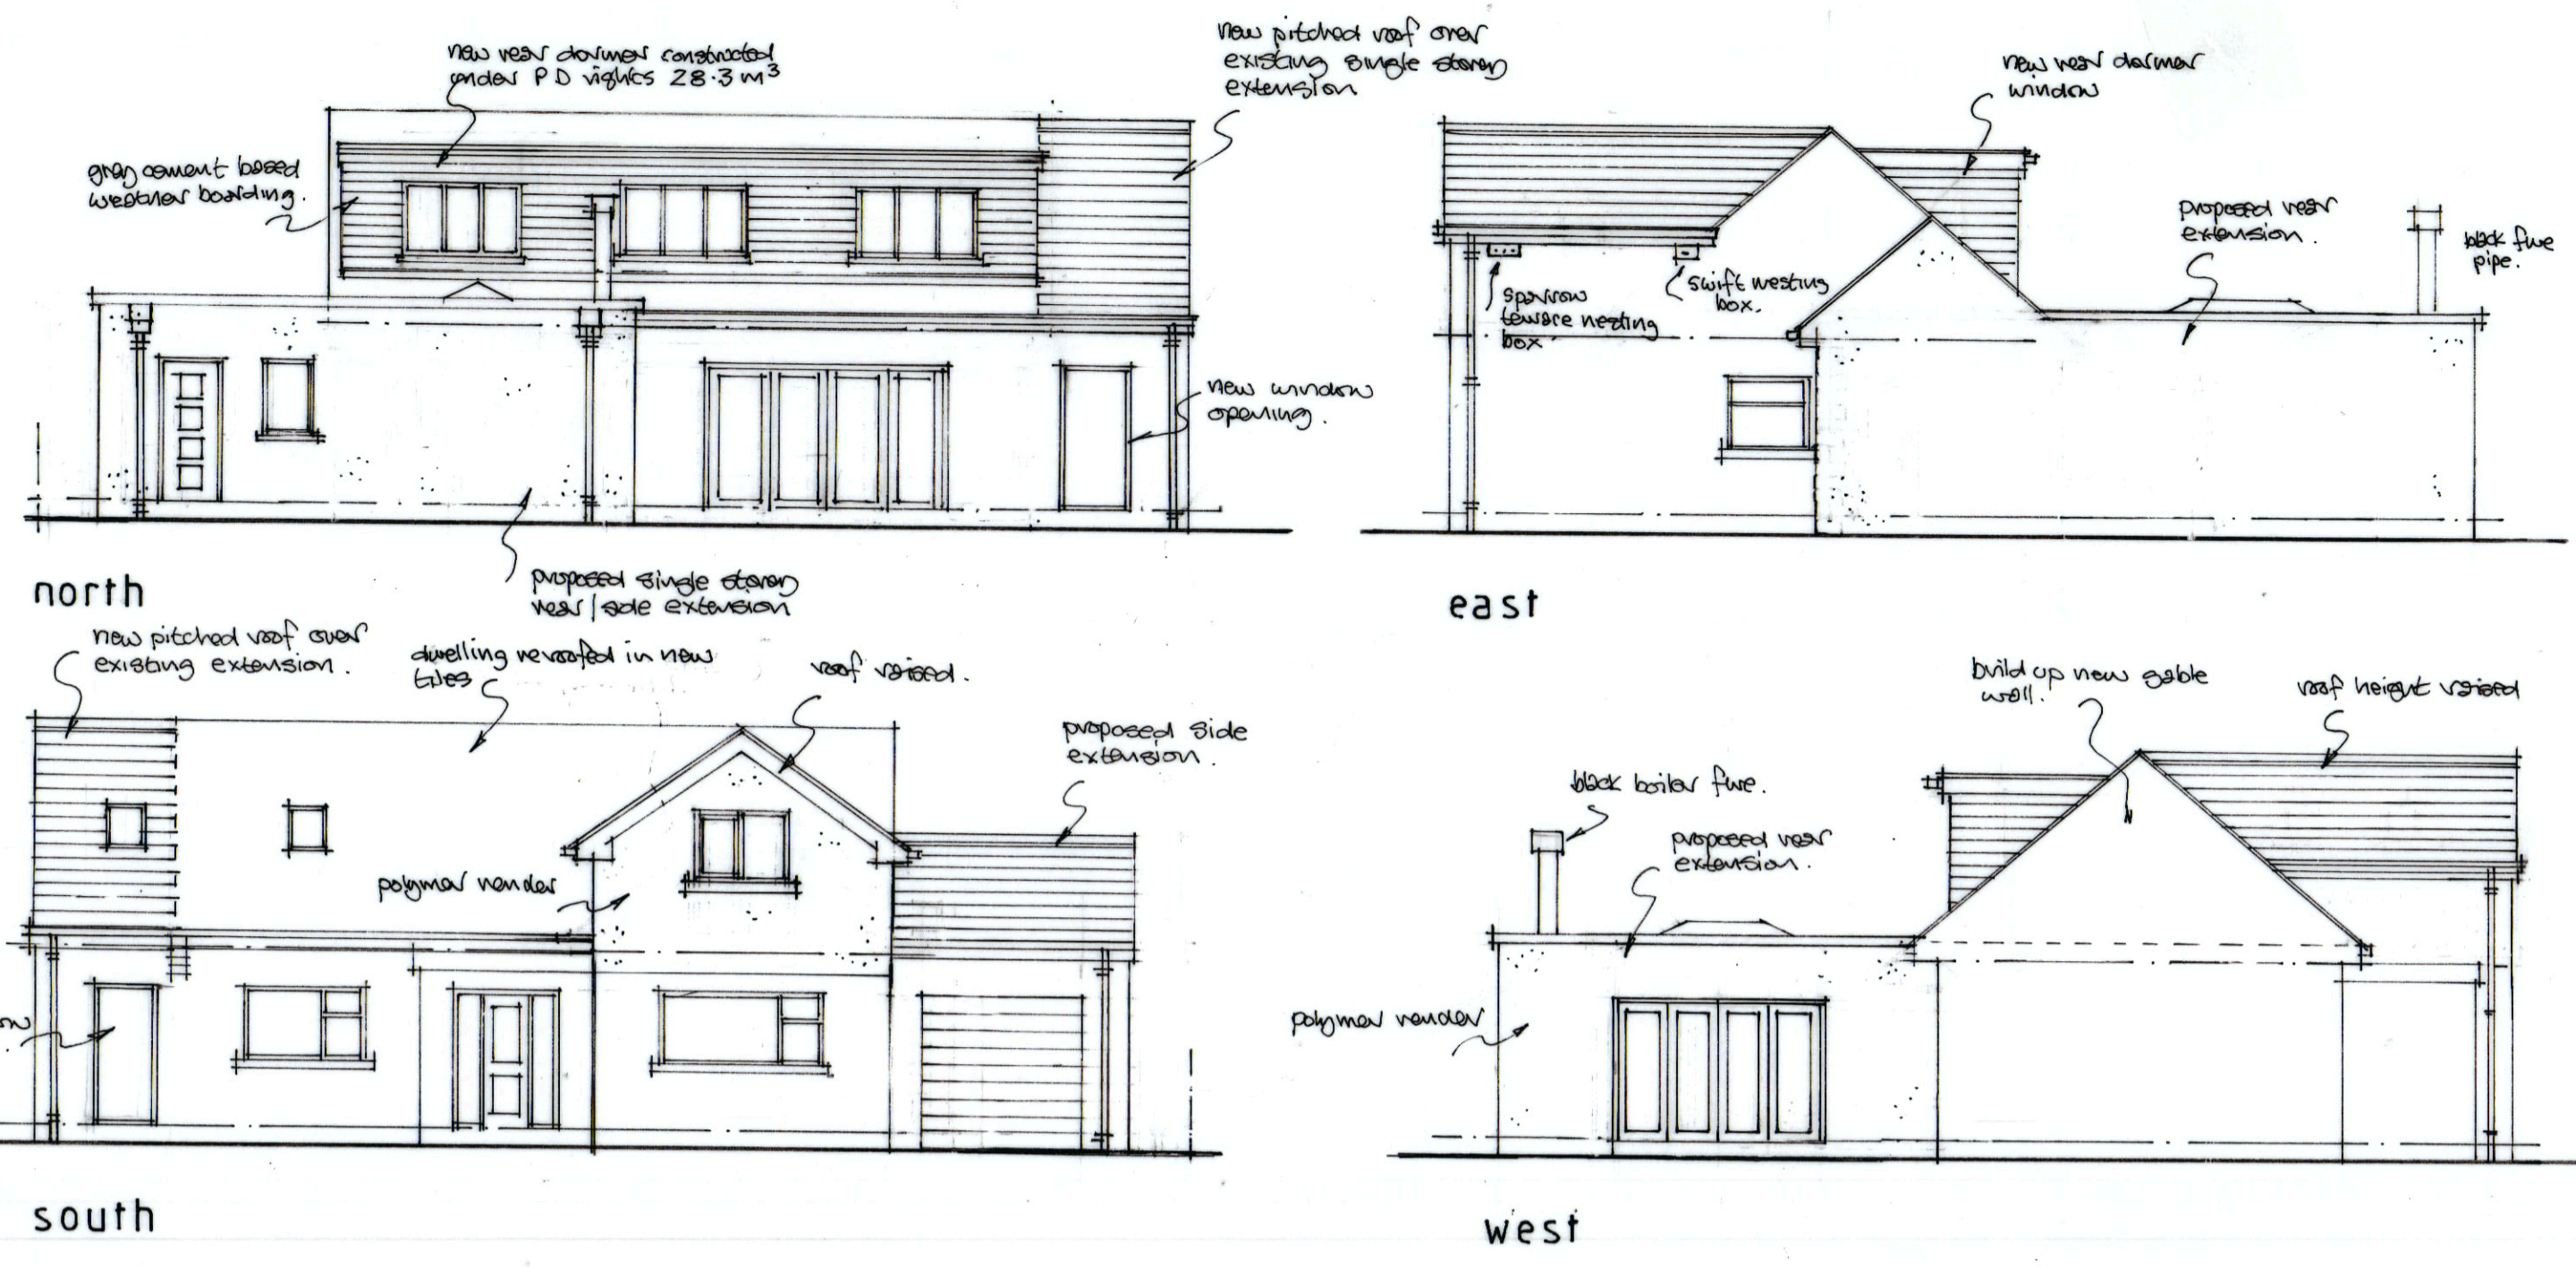 new rear dormer constructed
under PD rights 28.3 m³
grey cement based
weather boarding.
new pitched roof over
existing single storey
extension
new window
opening.
proposed single storey
rear/side extension
north
new rear dormer
window
proposed rear
extension.
black flue
pipe.
sparrow
terrace nesting
box
swift nesting
box.
east
new pitched roof over
existing extension.
dwelling reroofed in new
tiles
roof raised.
proposed side
extension.
polymer render
south
build up new gable
wall.
roof height raised
black boiler flue.
proposed rear
extension.
polymer render
west